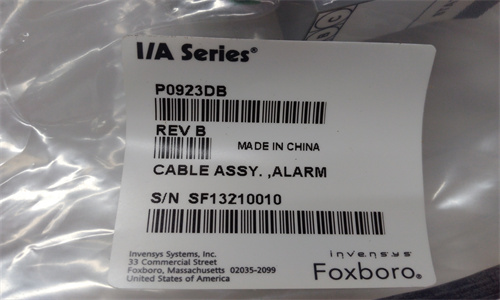 I/A Series®
P0923DB
REV B
MADE IN CHINA
CABLE ASSY. ,ALARM
S/N SF13210010
Invensys Systems, Inc.
33 Commercial Street
Foxboro, Massachusetts 02035-2099
United States of America
invensys
Foxboro®